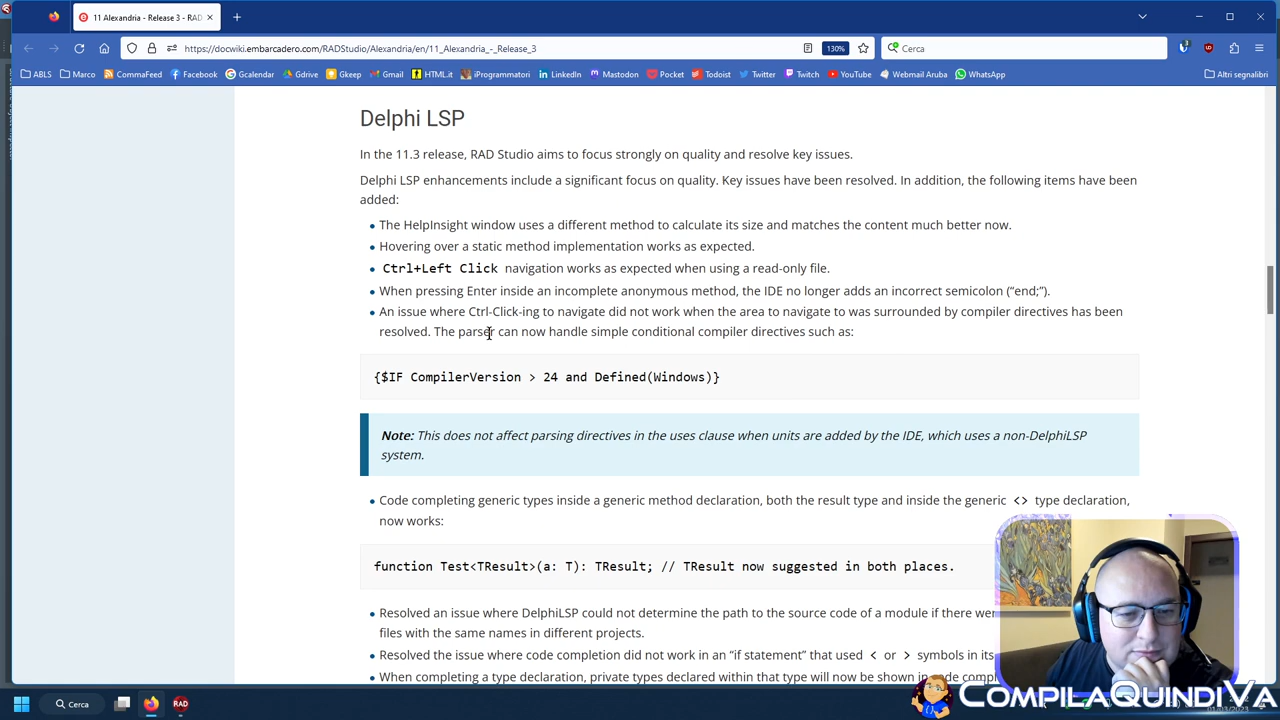 11 Alexandria - Release 3 - RAD
https://docwiki.embarcadero.com/RADStudio/Alexandria/en/11_Alexandria_-_Release_3
130%
Cerca
ABLS
Marco
CommaFeed
Facebook
Gcalendar
Gdrive
Gkeep
Gmail
HTML.it
iProgrammatori
LinkedIn
Mastodon
Pocket
Todoist
Twitter
Twitch
YouTube
Webmail Aruba
WhatsApp
Altri segnalibri
Delphi LSP
In the 11.3 release, RAD Studio aims to focus strongly on quality and resolve key issues.
Delphi LSP enhancements include a significant focus on quality. Key issues have been resolved. In addition, the following items have been
added:
The HelpInsight window uses a different method to calculate its size and matches the content much better now.
Hovering over a static method implementation works as expected.
Ctrl+Left Click navigation works as expected when using a read-only file.
When pressing Enter inside an incomplete anonymous method, the IDE no longer adds an incorrect semicolon (“end;”).
An issue where Ctrl-Click-ing to navigate did not work when the area to navigate to was surrounded by compiler directives has been
resolved. The parser can now handle simple conditional compiler directives such as:
{$IF CompilerVersion > 24 and Defined(Windows)}
Note: This does not affect parsing directives in the uses clause when units are added by the IDE, which uses a non-DelphiLSP
system.
Code completing generic types inside a generic method declaration, both the result type and inside the generic <> type declaration,
now works:
function Test<TResult>(a: T): TResult; // TResult now suggested in both places.
Resolved an issue where DelphiLSP could not determine the path to the source code of a module if there wer
files with the same names in different projects.
Resolved the issue where code completion did not work in an “if statement” that used < or > symbols in its
When completing a type declaration, private types declared within that type will now be shown in code compl
Cerca
RAD
COMPILAQUINDIVA